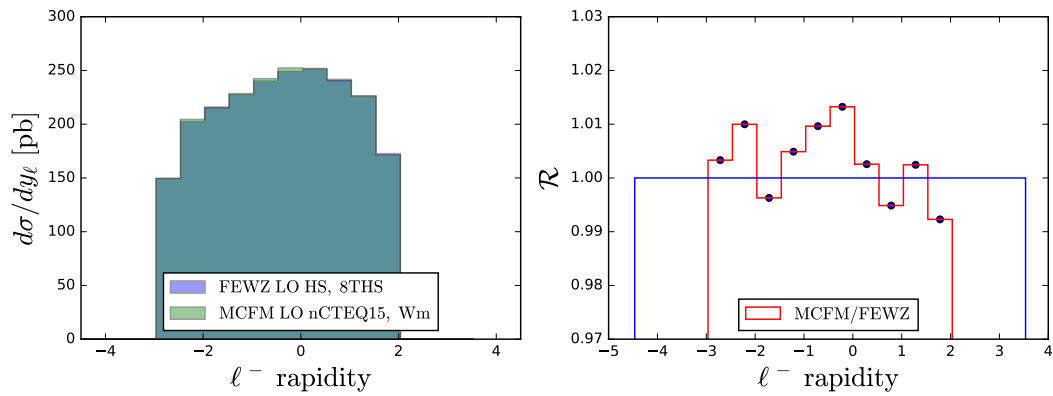 300
250
200
150
100
50
0
dσ/dy_ℓ [pb]
−4 −2 0 2 4
ℓ⁻ rapidity
FEWZ LO HS, 8THS
MCFM LO nCTEQ15, Wm
1.03
1.02
1.01
1.00
0.99
0.98
0.97
ℛ
−5 −4 −3 −2 −1 0 1 2 3 4
ℓ⁻ rapidity
MCFM/FEWZ